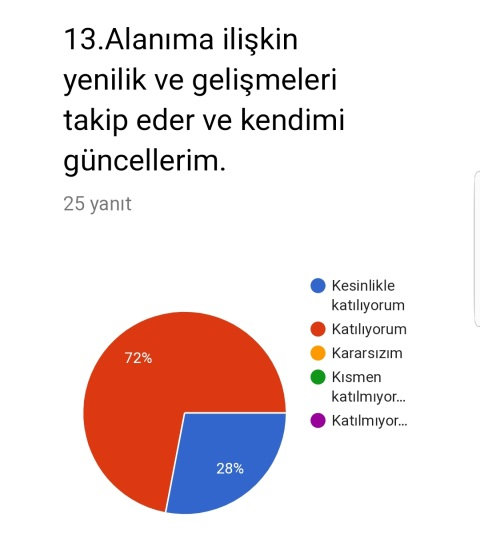 13.Alanıma ilişkin
yenilik ve gelişmeleri
takip eder ve kendimi
güncellerim.
25 yanıt
Kesinlikle
katılıyorum
Katılıyorum
Kararsızım
Kısmen
katılmıyor...
Katılmıyor...
72%
28%